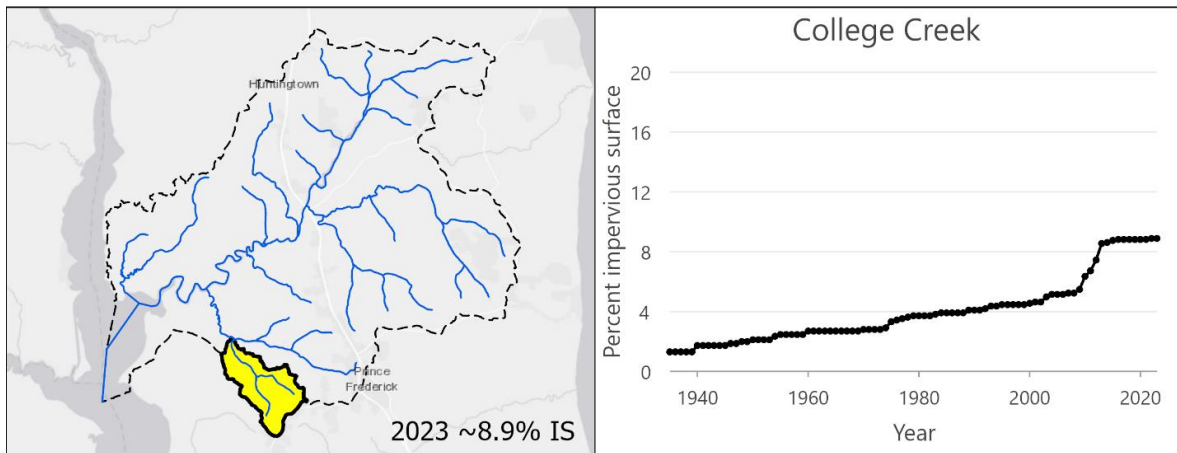 Huntingtown
Prince
Frederick
2023 ~8.9% IS
College Creek
Percent impervious surface
20
16
12
8
4
0
1940
1960
1980
2000
2020
Year